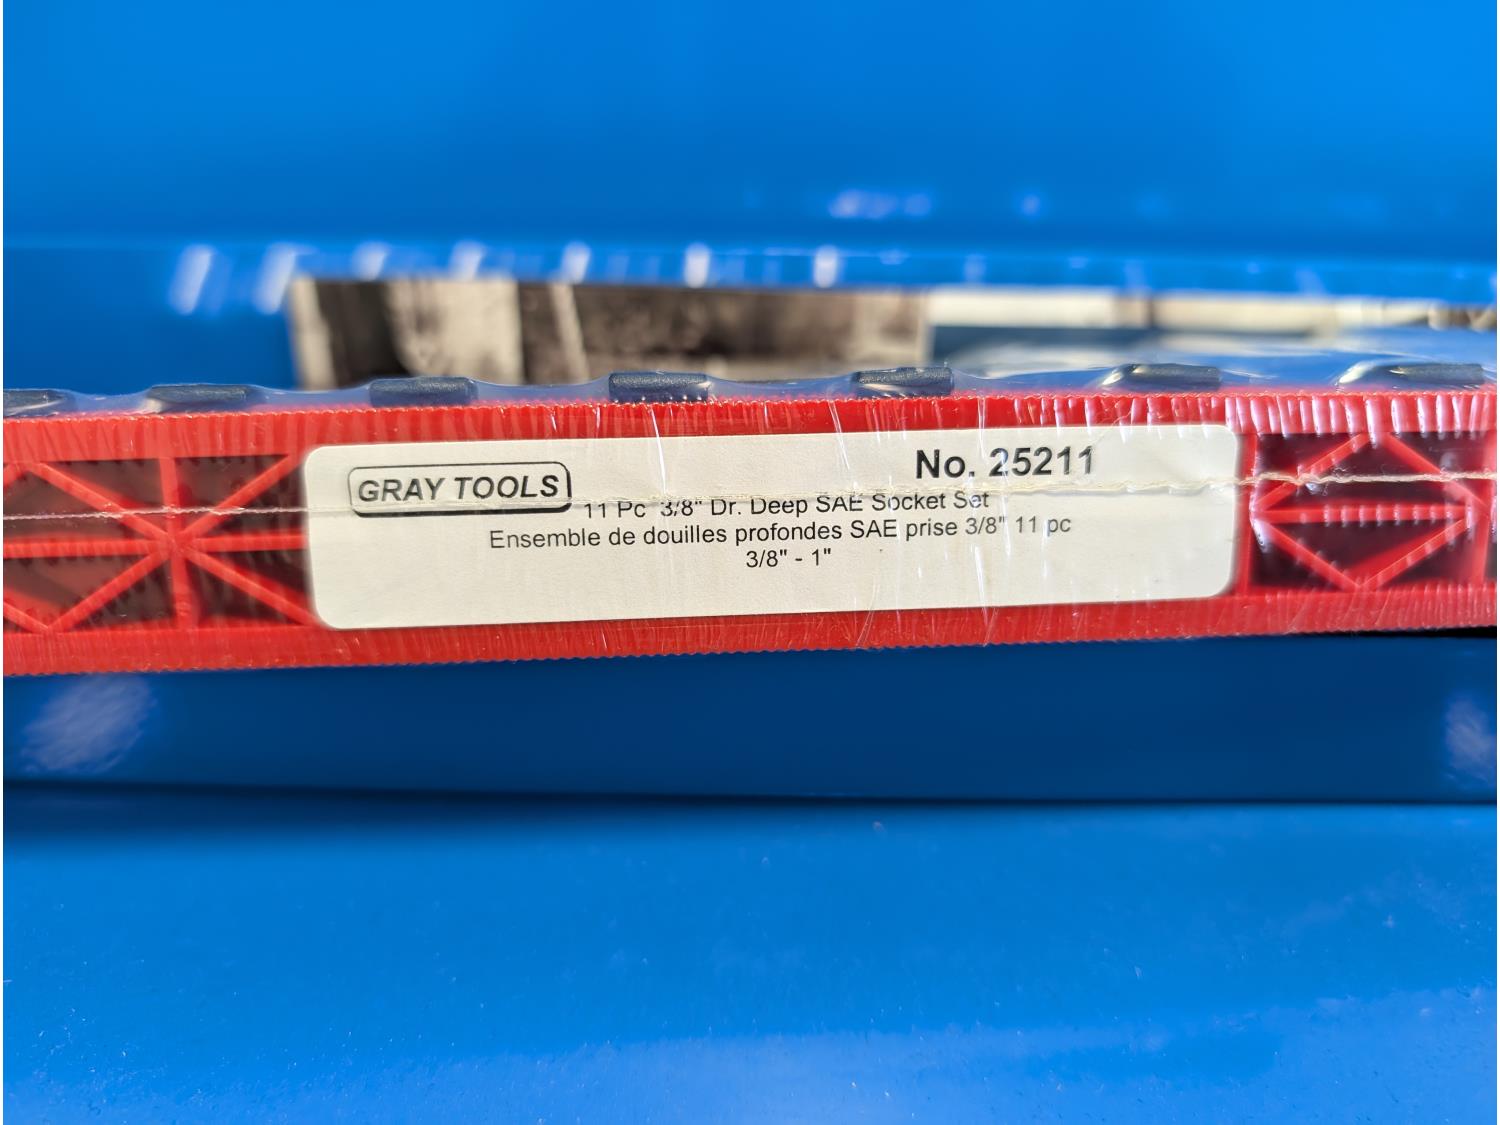 GRAY TOOLS
No. 25211
11 Pc 3/8" Dr. Deep SAE Socket Set
Ensemble de douilles profondes SAE prise 3/8" 11 pc
3/8" - 1"